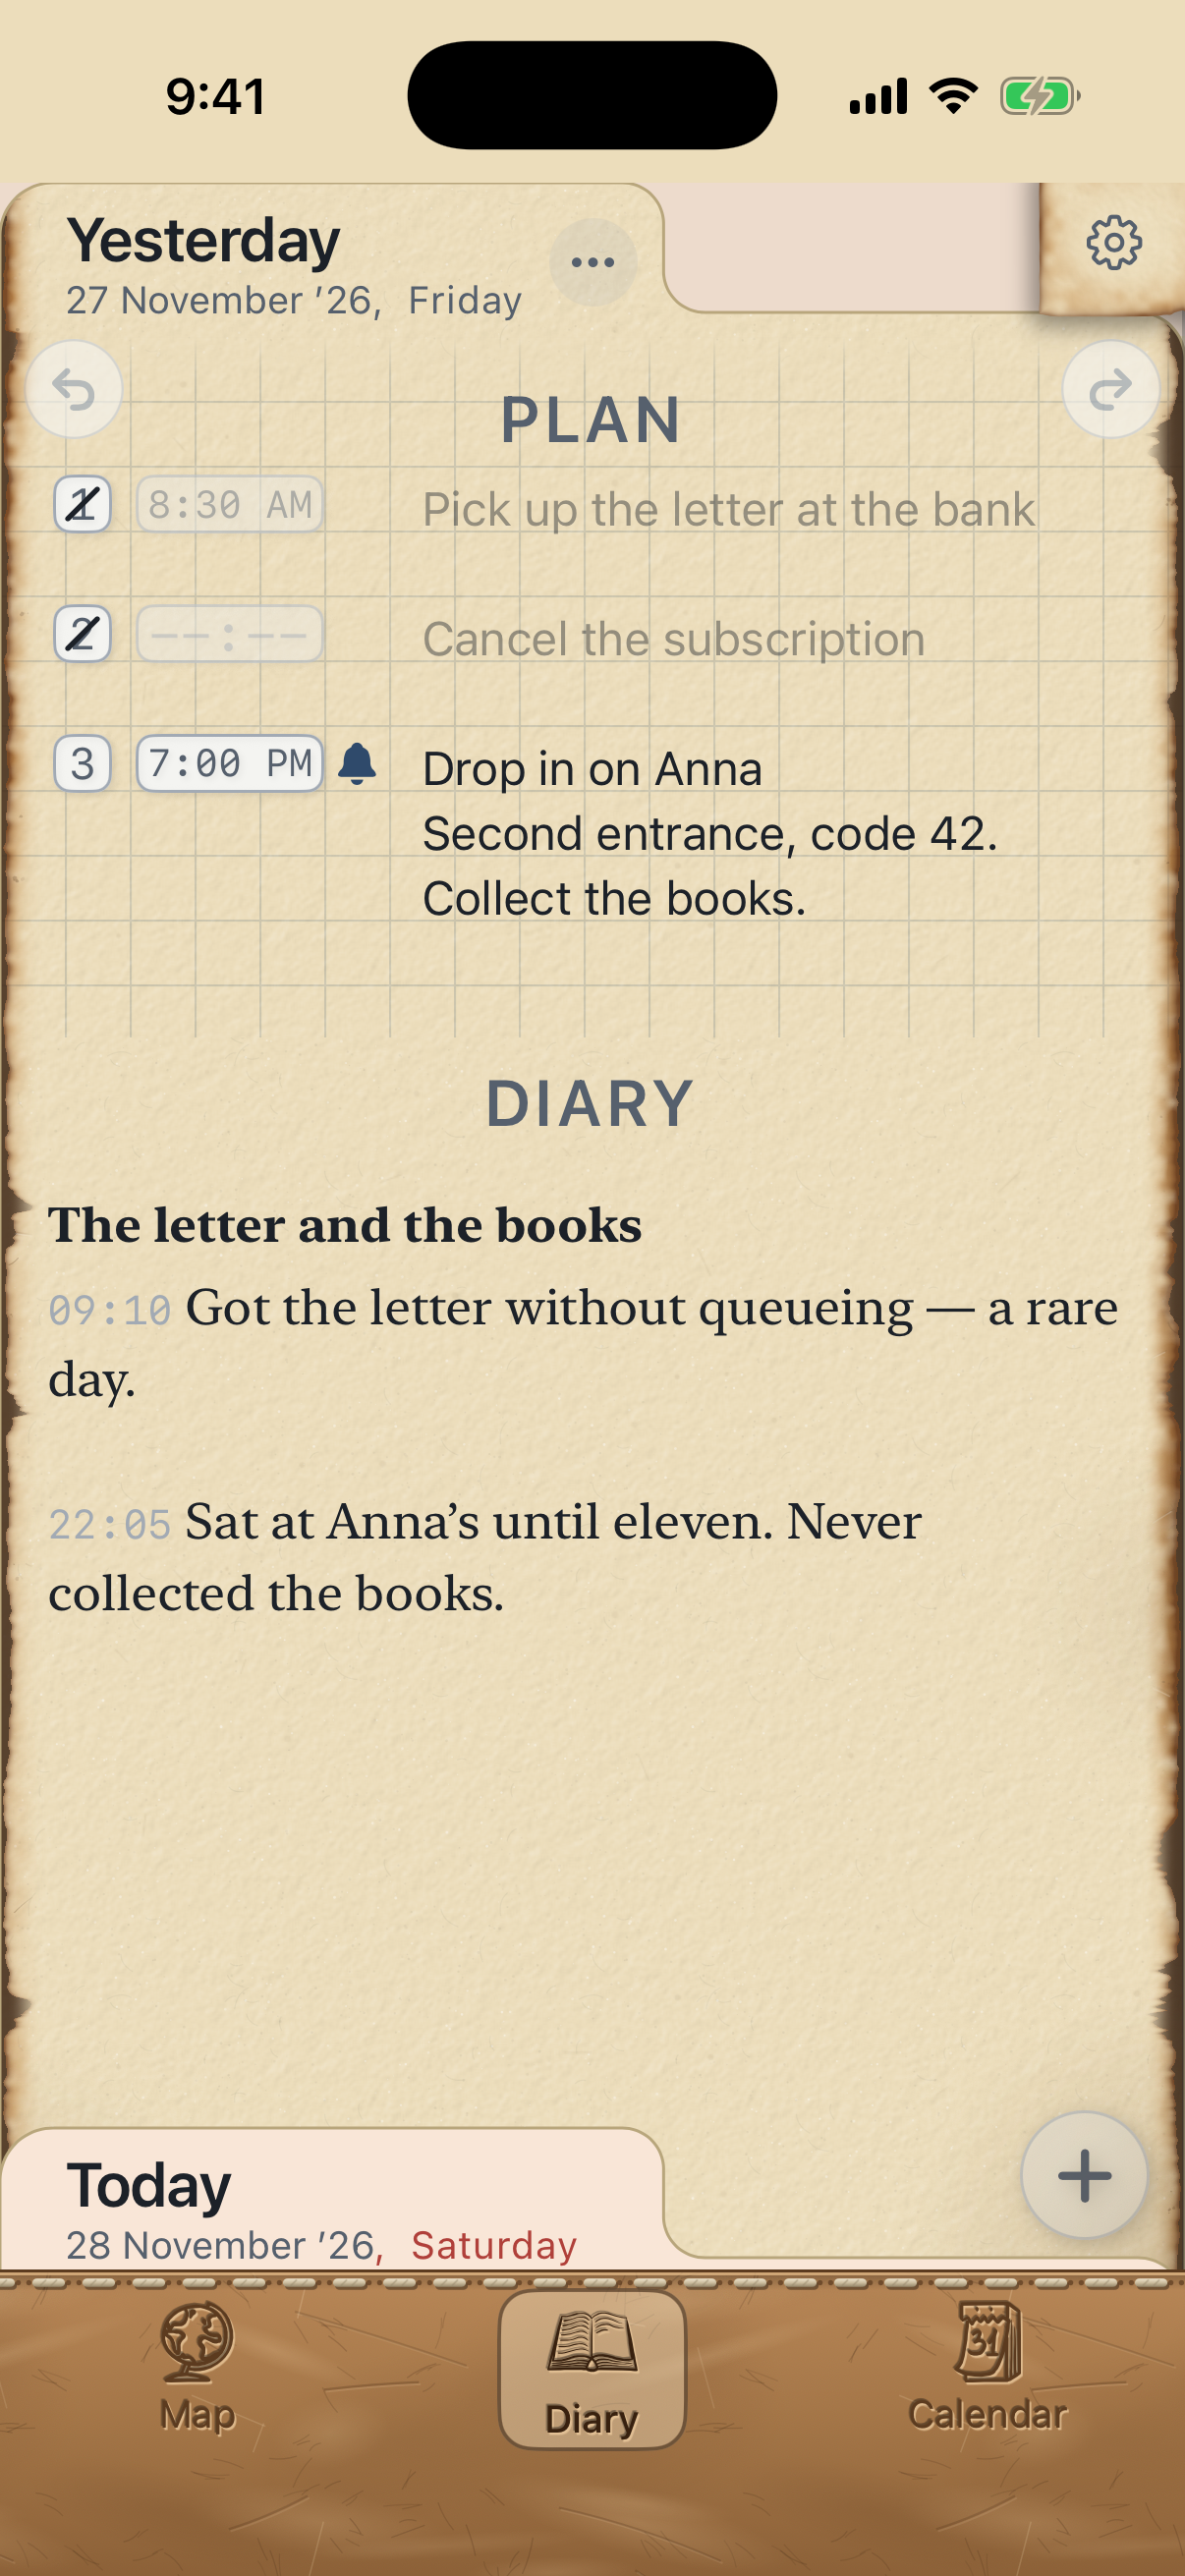 9:41
Yesterday
27 November ’26, Friday
PLAN
1 8:30 AM Pick up the letter at the bank
2 --:-- Cancel the subscription
3 7:00 PM Drop in on Anna
Second entrance, code 42.
Collect the books.
DIARY
The letter and the books
09:10 Got the letter without queueing — a rare
day.
22:05 Sat at Anna’s until eleven. Never
collected the books.
Today
28 November ’26, Saturday
31
Map
Diary
Calendar